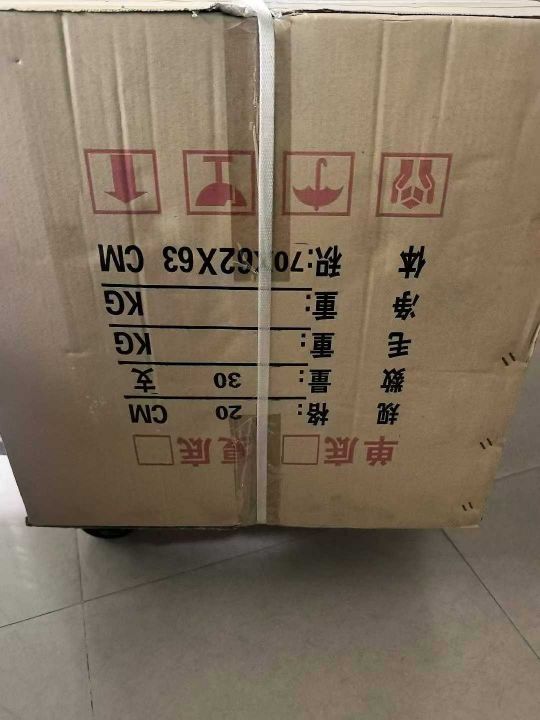 单底□ 复底□
规 格: 20 CM
数 量: 30 支
毛 重: KG
净 重: KG
体 积:70X62X63 CM